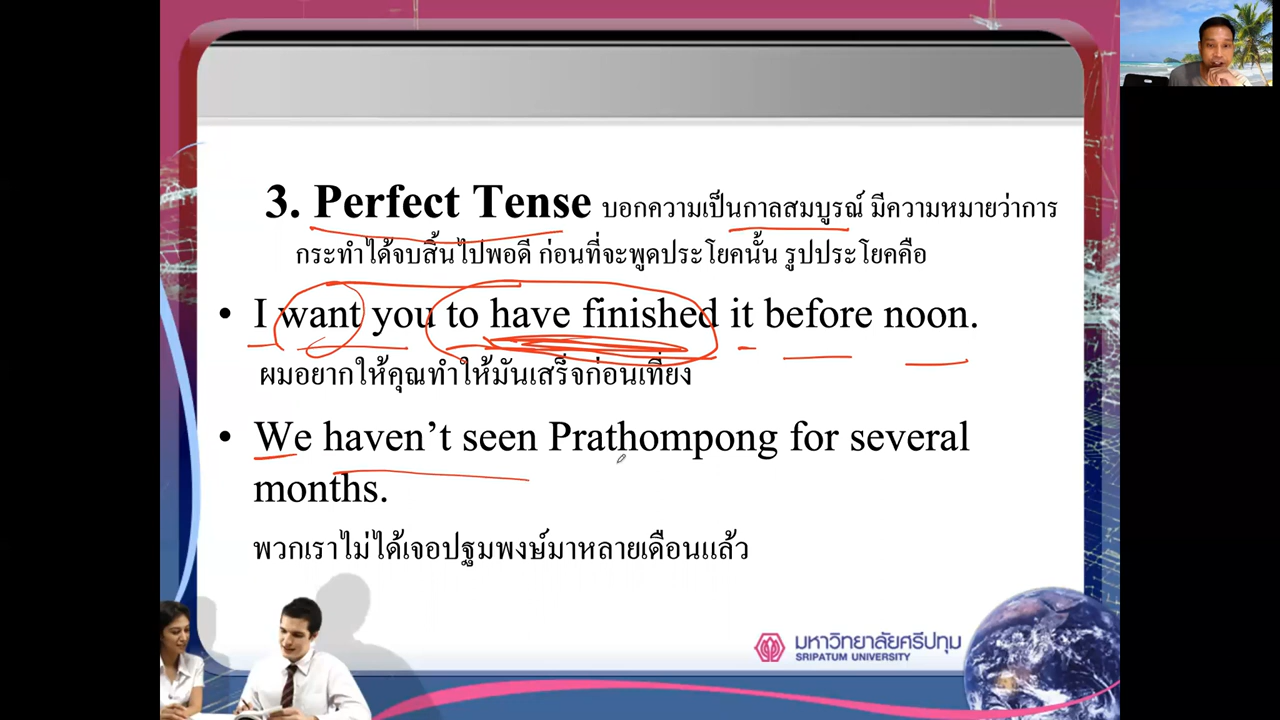 3. Perfect Tense บอกความเป็นกาลสมบูรณ์ มีความหมายว่าการ
กระทำได้จบสิ้นไปพอดี ก่อนที่จะพูดประโยคนั้น รูปประโยคคือ
• I want you to have finished it before noon.
ผมอยากให้คุณทำให้มันเสร็จก่อนเที่ยง
• We haven’t seen Prathompong for several
months.
พวกเราไม่ได้เจอปฐมพงษ์มาหลายเดือนแล้ว
มหาวิทยาลัยศรีปทุม
SRIPATUM UNIVERSITY